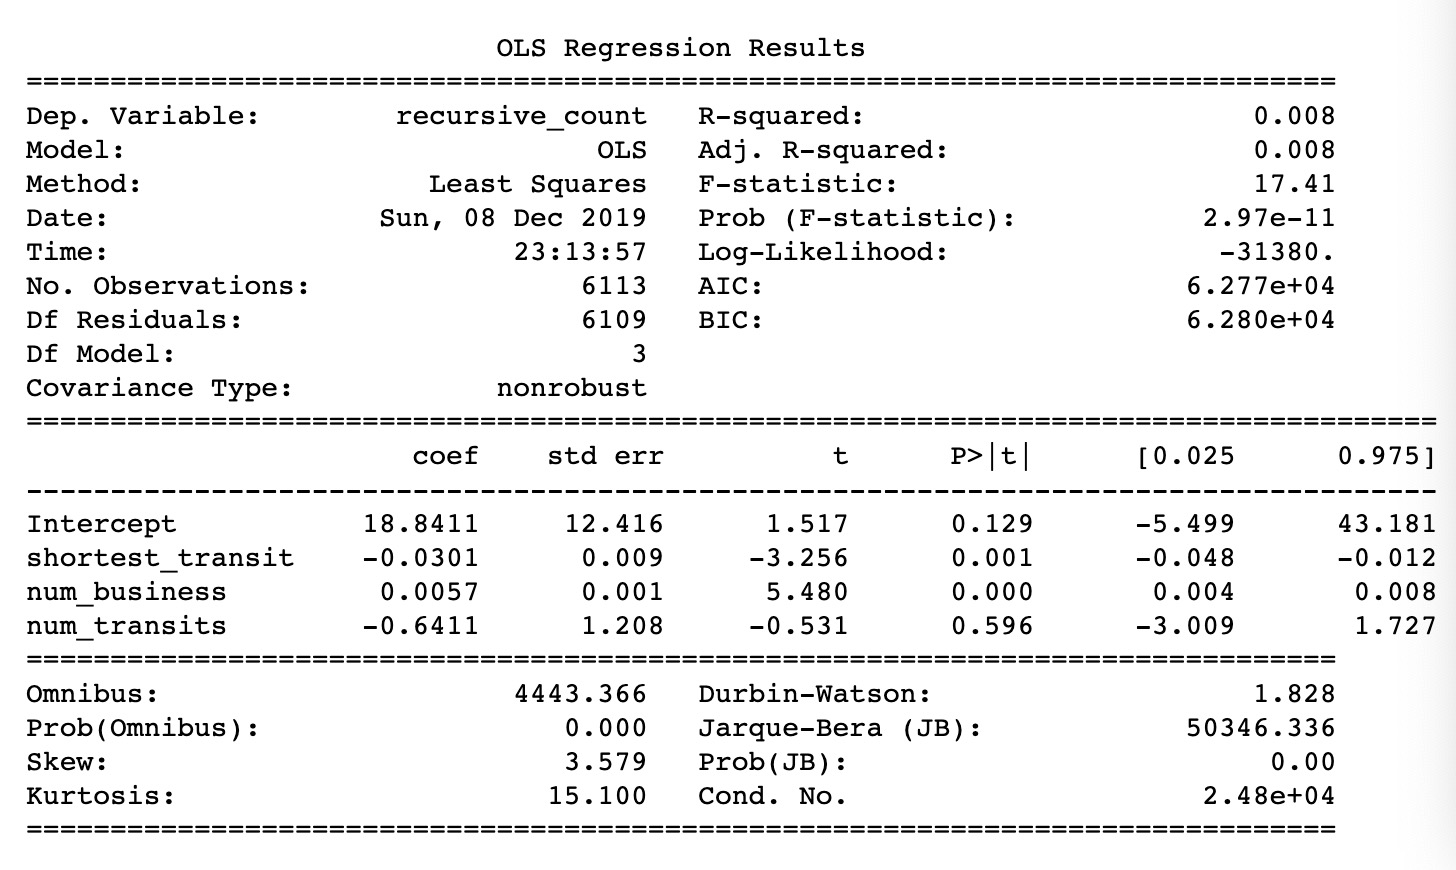 OLS Regression Results
==============================================================================
Dep. Variable: recursive_count R-squared: 0.008
Model: OLS Adj. R-squared: 0.008
Method: Least Squares F-statistic: 17.41
Date: Sun, 08 Dec 2019 Prob (F-statistic): 2.97e-11
Time: 23:13:57 Log-Likelihood: -31380.
No. Observations: 6113 AIC: 6.277e+04
Df Residuals: 6109 BIC: 6.280e+04
Df Model: 3
Covariance Type: nonrobust
====================================================================================
coef std err t P>|t| [0.025 0.975]
------------------------------------------------------------------------------------
Intercept 18.8411 12.416 1.517 0.129 -5.499 43.181
shortest_transit -0.0301 0.009 -3.256 0.001 -0.048 -0.012
num_business 0.0057 0.001 5.480 0.000 0.004 0.008
num_transits -0.6411 1.208 -0.531 0.596 -3.009 1.727
==============================================================================
Omnibus: 4443.366 Durbin-Watson: 1.828
Prob(Omnibus): 0.000 Jarque-Bera (JB): 50346.336
Skew: 3.579 Prob(JB): 0.00
Kurtosis: 15.100 Cond. No. 2.48e+04
==============================================================================